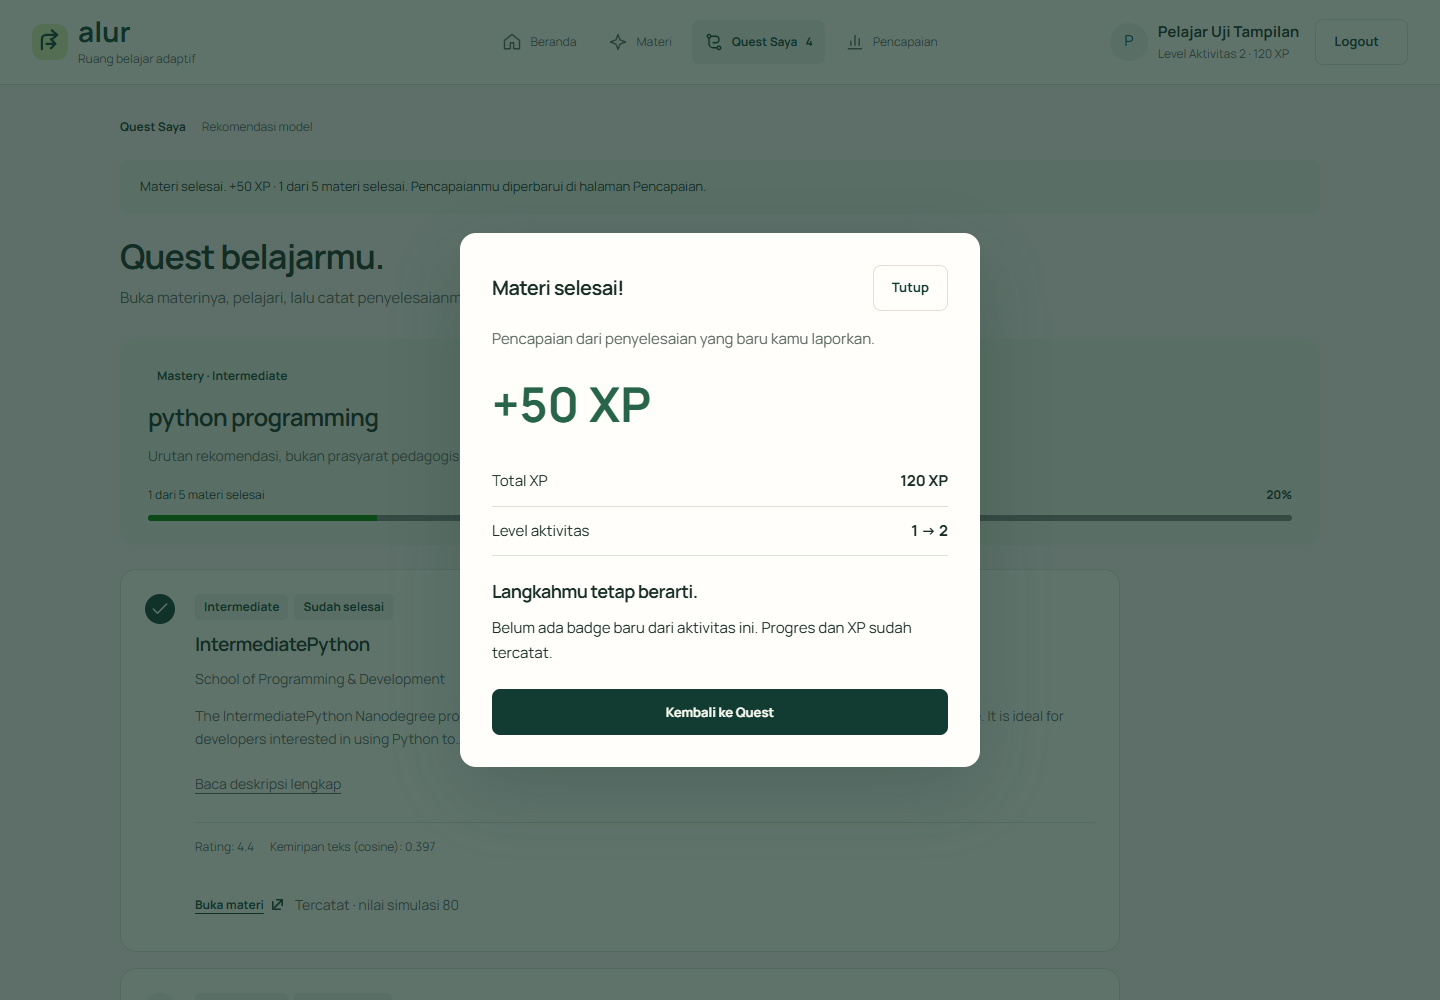 alur
Ruang belajar adaptif
Beranda
Materi
Quest Saya 4
Pencapaian
P
Pelajar Uji Tampilan
Level Aktivitas 2 · 120 XP
Logout
Quest Saya
Rekomendasi model
Materi selesai. +50 XP · 1 dari 5 materi selesai. Pencapaianmu diperbarui di halaman Pencapaian.
Quest belajarmu.
Buka materinya, pelajari, lalu catat penyelesaianm
Mastery · Intermediate
python programming
Urutan rekomendasi, bukan prasyarat pedagogis
1 dari 5 materi selesai
20%
Materi selesai!
Tutup
Pencapaian dari penyelesaian yang baru kamu laporkan.
+50 XP
Total XP
120 XP
Level aktivitas
1 → 2
Langkahmu tetap berarti.
Belum ada badge baru dari aktivitas ini. Progres dan XP sudah
tercatat.
Kembali ke Quest
Intermediate
Sudah selesai
IntermediatePython
School of Programming & Development
The IntermediatePython Nanodegree pro . It is ideal for
developers interested in using Python to..
Baca deskripsi lengkap
Rating: 4.4
Kemiripan teks (cosine): 0.397
Buka materi
Tercatat · nilai simulasi 80